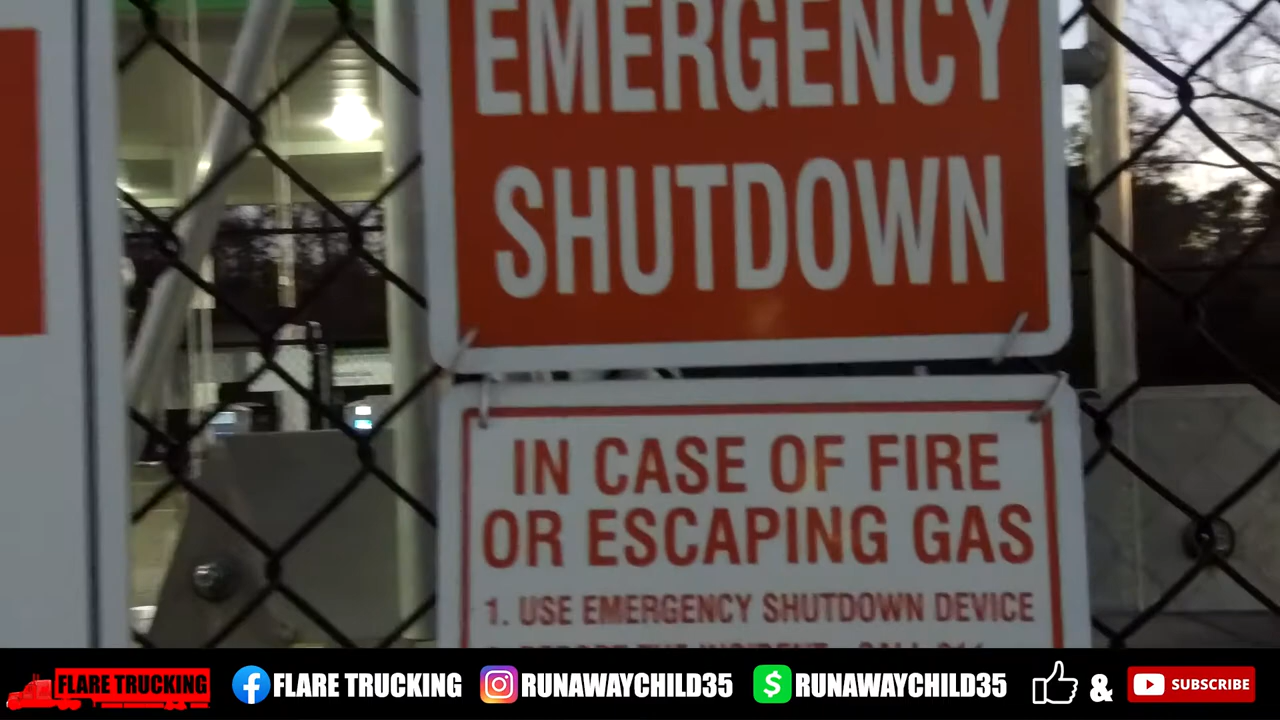 EMERGENCY
SHUTDOWN
IN CASE OF FIRE
OR ESCAPING GAS
1. USE EMERGENCY SHUTDOWN DEVICE
FLARE TRUCKING
FLARE TRUCKING
RUNAWAYCHILD35
RUNAWAYCHILD35
&
SUBSCRIBE